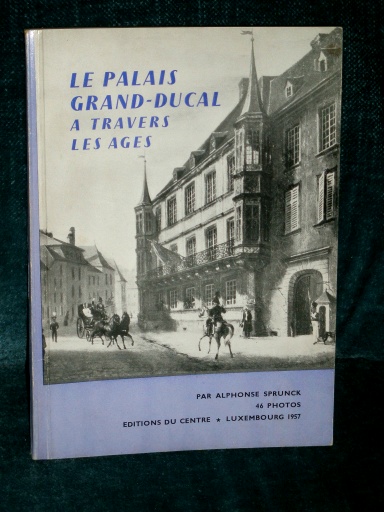 LE PALAIS
GRAND-DUCAL
A TRAVERS
LES AGES
PAR ALPHONSE SPRUNCK
46 PHOTOS
EDITIONS DU CENTRE ★ LUXEMBOURG 1957